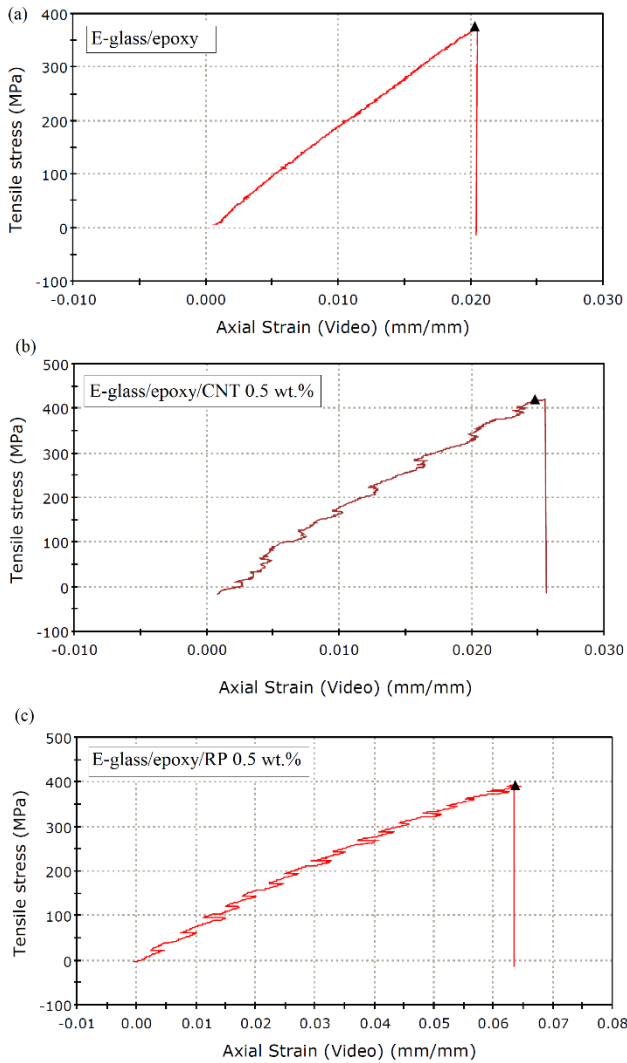 (a)
E-glass/epoxy
Tensile stress (MPa)
400
300
200
100
0
-100
-0.010 0.000 0.010 0.020 0.030
Axial Strain (Video) (mm/mm)
(b)
E-glass/epoxy/CNT 0.5 wt.%
Tensile stress (MPa)
500
400
300
200
100
0
-100
-0.010 0.000 0.010 0.020 0.030
Axial Strain (Video) (mm/mm)
(c)
E-glass/epoxy/RP 0.5 wt.%
Tensile stress (MPa)
500
400
300
200
100
0
-100
-0.01 0.00 0.01 0.02 0.03 0.04 0.05 0.06 0.07 0.08
Axial Strain (Video) (mm/mm)